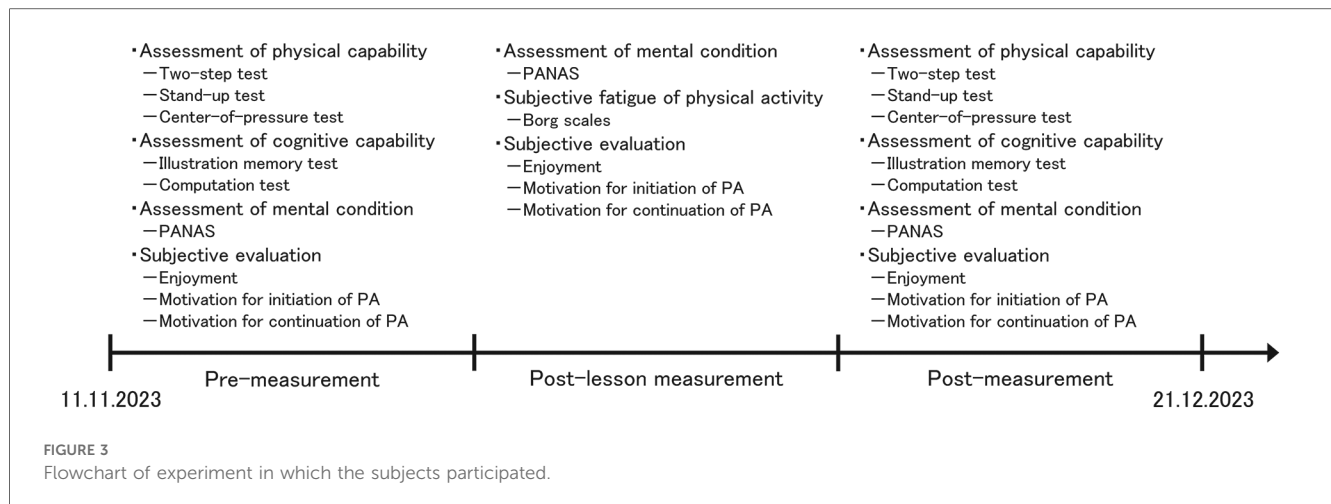 ・Assessment of physical capability
—Two-step test
—Stand-up test
—Center-of-pressure test
・Assessment of cognitive capability
—Illustration memory test
—Computation test
・Assessment of mental condition
—PANAS
・Subjective evaluation
—Enjoyment
—Motivation for initiation of PA
—Motivation for continuation of PA
・Assessment of mental condition
—PANAS
・Subjective fatigue of physical activity
—Borg scales
・Subjective evaluation
—Enjoyment
—Motivation for initiation of PA
—Motivation for continuation of PA
・Assessment of physical capability
—Two-step test
—Stand-up test
—Center-of-pressure test
・Assessment of cognitive capability
—Illustration memory test
—Computation test
・Assessment of mental condition
—PANAS
・Subjective evaluation
—Enjoyment
—Motivation for initiation of PA
—Motivation for continuation of PA
Pre-measurement
Post-lesson measurement
Post-measurement
11.11.2023
21.12.2023
FIGURE 3
Flowchart of experiment in which the subjects participated.